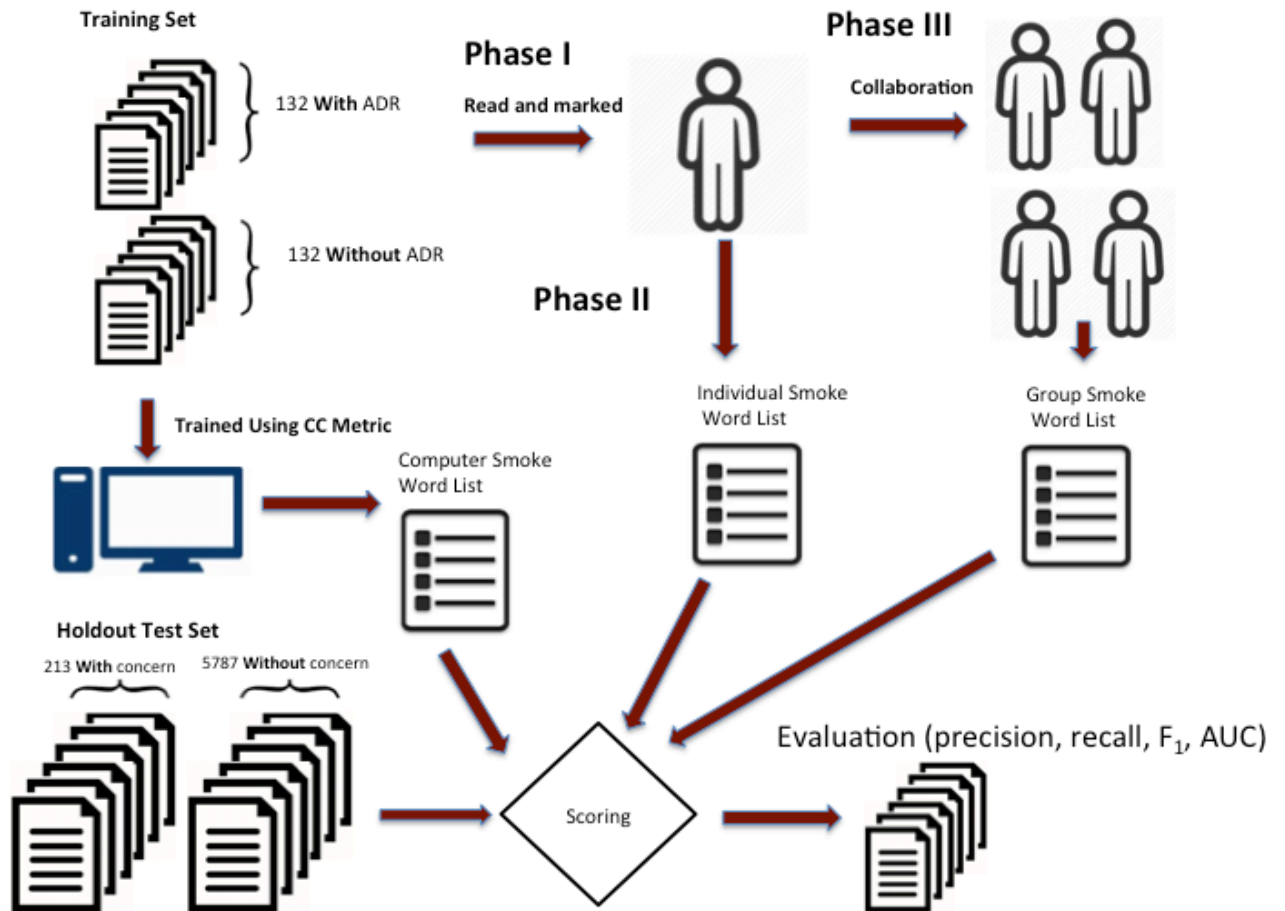 Training Set
132 With ADR
132 Without ADR
Phase I
Read and marked
Phase III
Collaboration
Phase II
Trained Using CC Metric
Computer Smoke
Word List
Individual Smoke
Word List
Group Smoke
Word List
Holdout Test Set
213 With concern
5787 Without concern
Scoring
Evaluation (precision, recall, F₁, AUC)